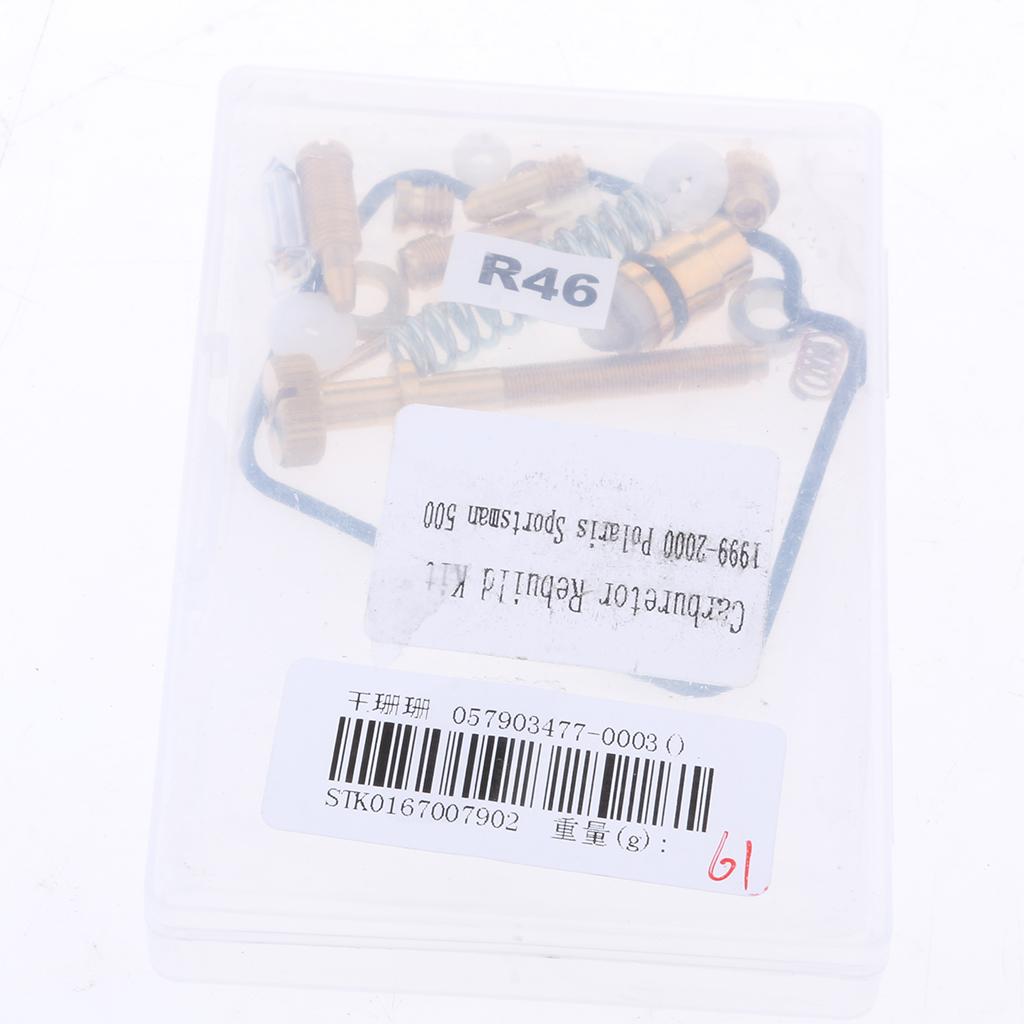 R46
Carburetor Rebuild Kit
1999-2000 Polaris Sportsman 500
王珊珊 057903477-0003()
STK0167007902 重量(g):
61